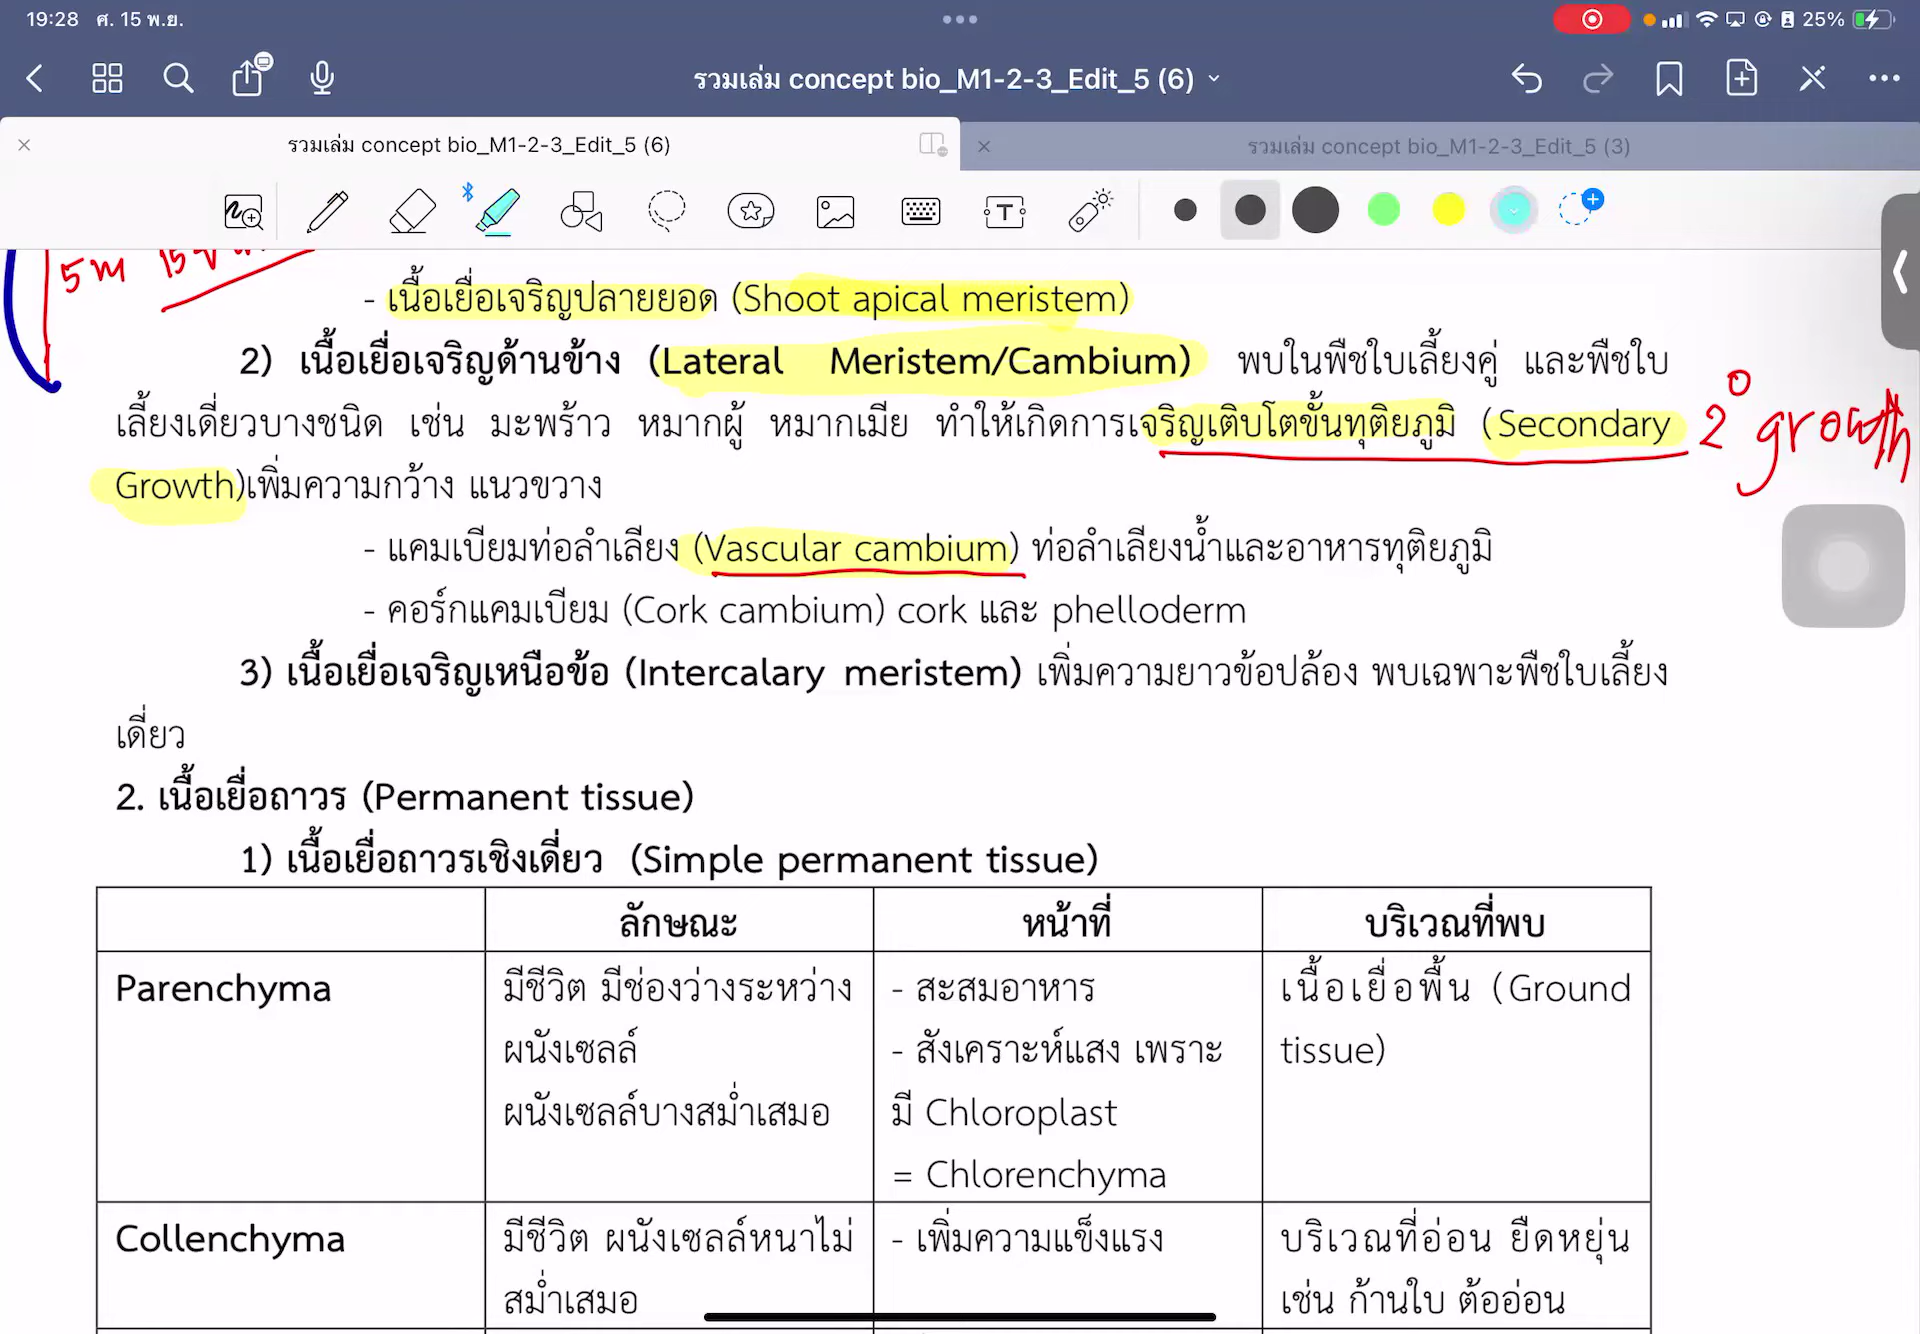 19:28 ศ. 15 พ.ย.
25%
รวมเล่ม concept bio_M1-2-3_Edit_5 (6)
รวมเล่ม concept bio_M1-2-3_Edit_5 (6)
รวมเล่ม concept bio_M1-2-3_Edit_5 (3)
5m
- เนื้อเยื่อเจริญปลายยอด (Shoot apical meristem)
2) เนื้อเยื่อเจริญด้านข้าง (Lateral Meristem/Cambium) พบในพืชใบเลี้ยงคู่ และพืชใบ
เลี้ยงเดี่ยวบางชนิด เช่น มะพร้าว หมากผู้ หมากเมีย ทำให้เกิดการเจริญเติบโตขั้นทุติยภูมิ (Secondary
2° growth
Growth)เพิ่มความกว้าง แนวขวาง
- แคมเบียมท่อลำเลียง (Vascular cambium) ท่อลำเลียงน้ำและอาหารทุติยภูมิ
- คอร์กแคมเบียม (Cork cambium) cork และ phelloderm
3) เนื้อเยื่อเจริญเหนือข้อ (Intercalary meristem) เพิ่มความยาวข้อปล้อง พบเฉพาะพืชใบเลี้ยง
เดี่ยว
2. เนื้อเยื่อถาวร (Permanent tissue)
1) เนื้อเยื่อถาวรเชิงเดี่ยว (Simple permanent tissue)
ลักษณะ หน้าที่ บริเวณที่พบ
Parenchyma มีชีวิต มีช่องว่างระหว่าง - สะสมอาหาร เนื้อเยื่อพื้น (Ground
ผนังเซลล์ - สังเคราะห์แสง เพราะ tissue)
ผนังเซลล์บางสม่ำเสมอ มี Chloroplast
= Chlorenchyma
Collenchyma มีชีวิต ผนังเซลล์หนาไม่ - เพิ่มความแข็งแรง บริเวณที่อ่อน ยืดหยุ่น
สม่ำเสมอ เช่น ก้านใบ ต้ออ่อน